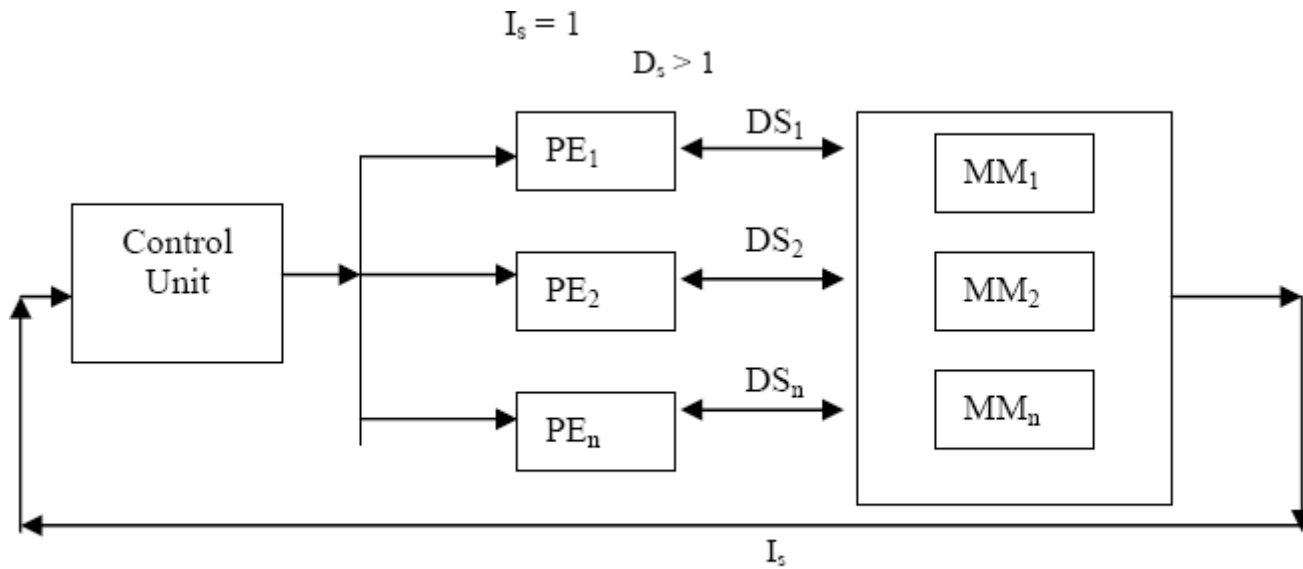 Iₛ = 1
Dₛ > 1
DS₁
PE₁
MM₁
Control
Unit
DS₂
PE₂
MM₂
DSₙ
PEₙ
MMₙ
Iₛ